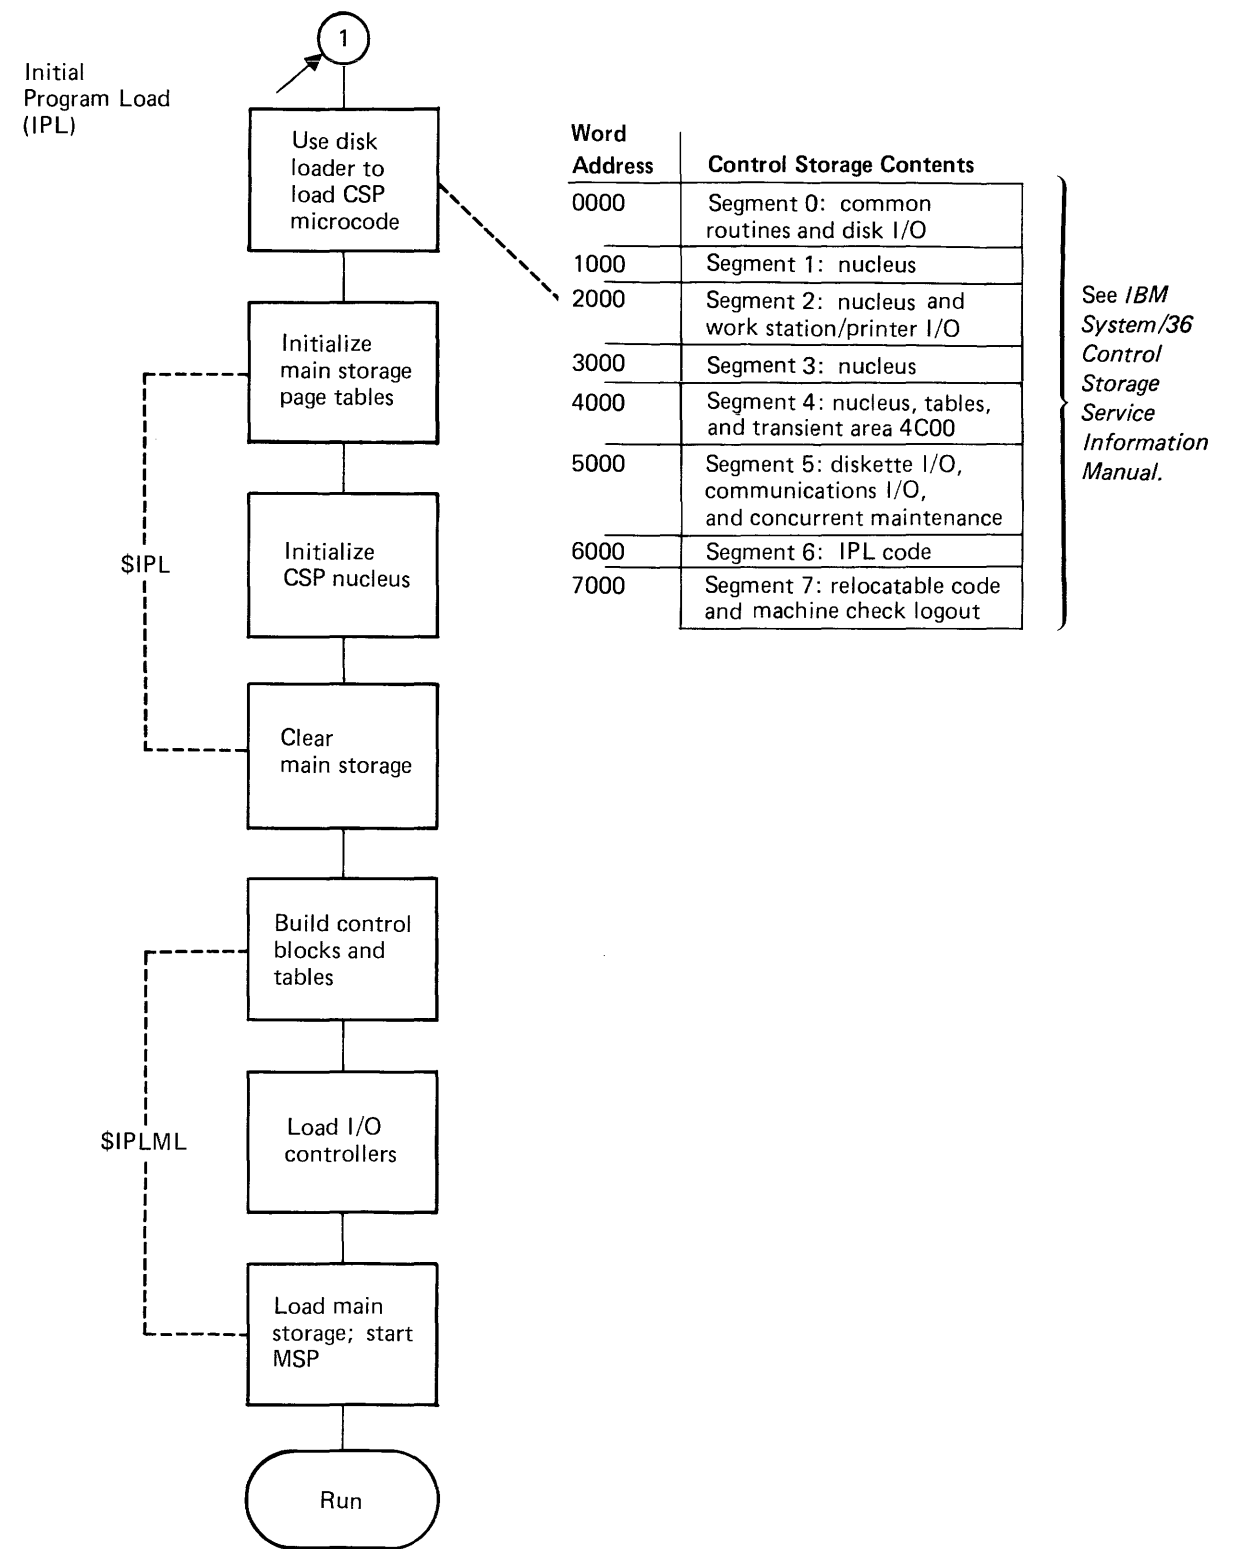 1
Initial
Program Load
(IPL)
Use disk
loader to
load CSP
microcode
Initialize
main storage
page tables
$IPL
Initialize
CSP nucleus
Clear
main storage
Build control
blocks and
tables
$IPLML
Load I/O
controllers
Load main
storage; start
MSP
Run
Word
Address Control Storage Contents
0000 Segment 0: common
routines and disk I/O
1000 Segment 1: nucleus
2000 Segment 2: nucleus and
work station/printer I/O
3000 Segment 3: nucleus
4000 Segment 4: nucleus, tables,
and transient area 4C00
5000 Segment 5: diskette I/O,
communications I/O,
and concurrent maintenance
6000 Segment 6: IPL code
7000 Segment 7: relocatable code
and machine check logout
See IBM
System/36
Control
Storage
Service
Information
Manual.